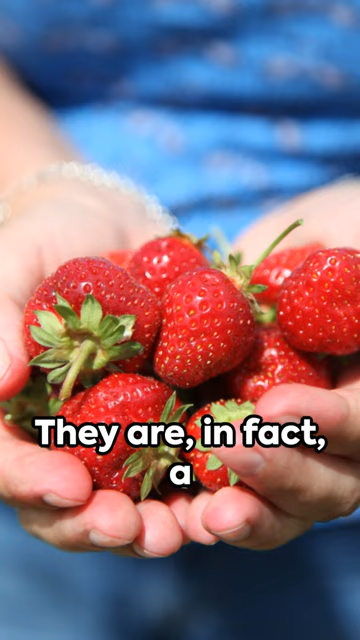 They are, in fact,
a